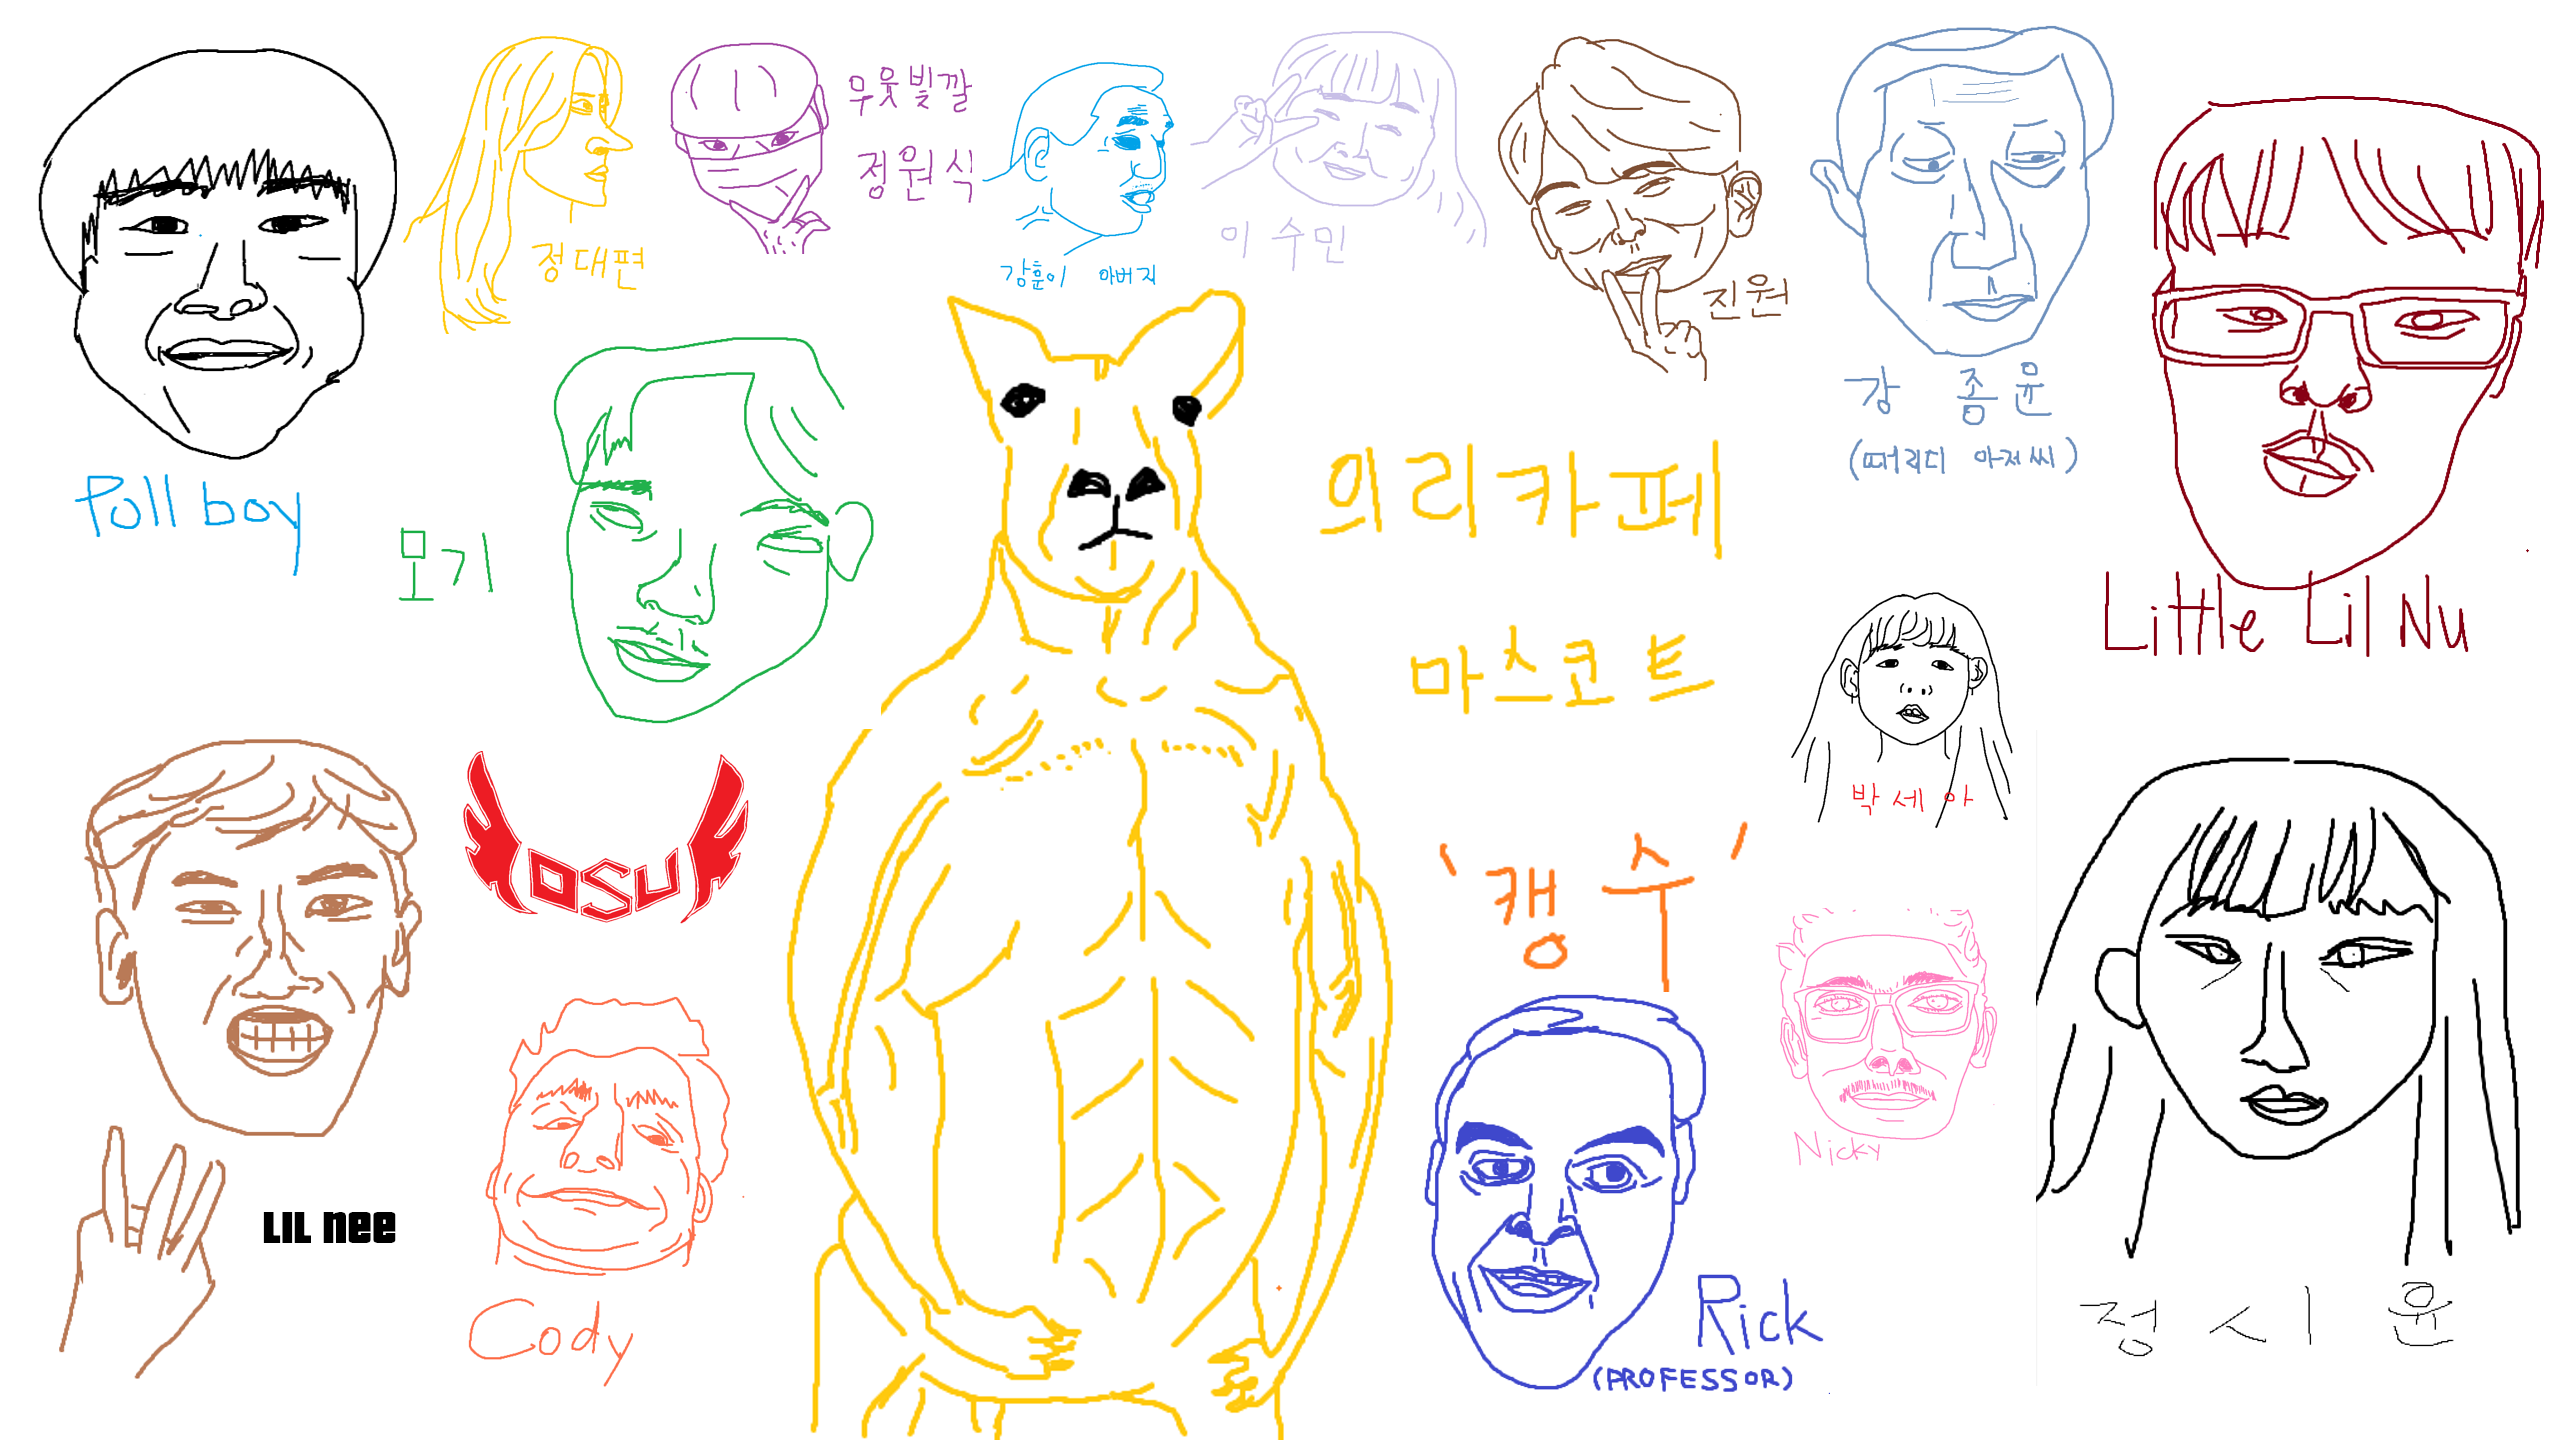 우윳빛깔
정원식
정대편
강훈이 아버지
이수민
진원
강종윤
(떠리디 아저씨)
Poll boy
모기
의리카페
마스코트
'캥수'
Little Lil Nu
박세아
OSU
LIL NEE
Cody
Rick
(PROFESSOR)
Nicky
정시윤